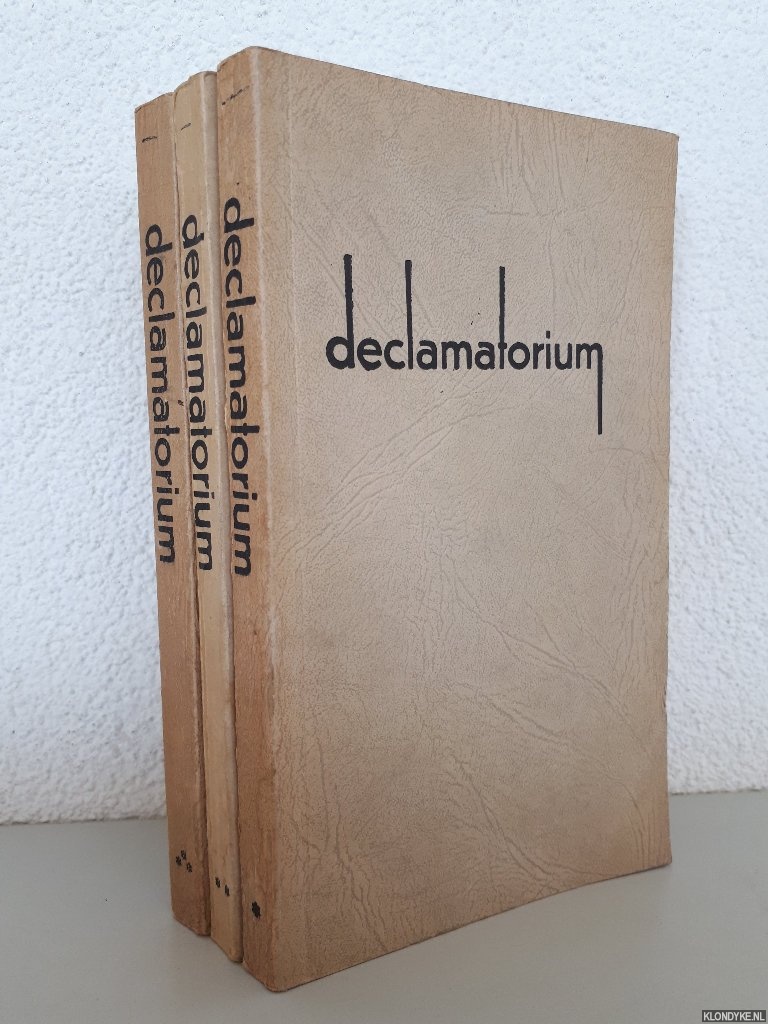 declamatorium
declamatorium
declamatorium
declamatorium
***
**
*
KLONDYKE.NL